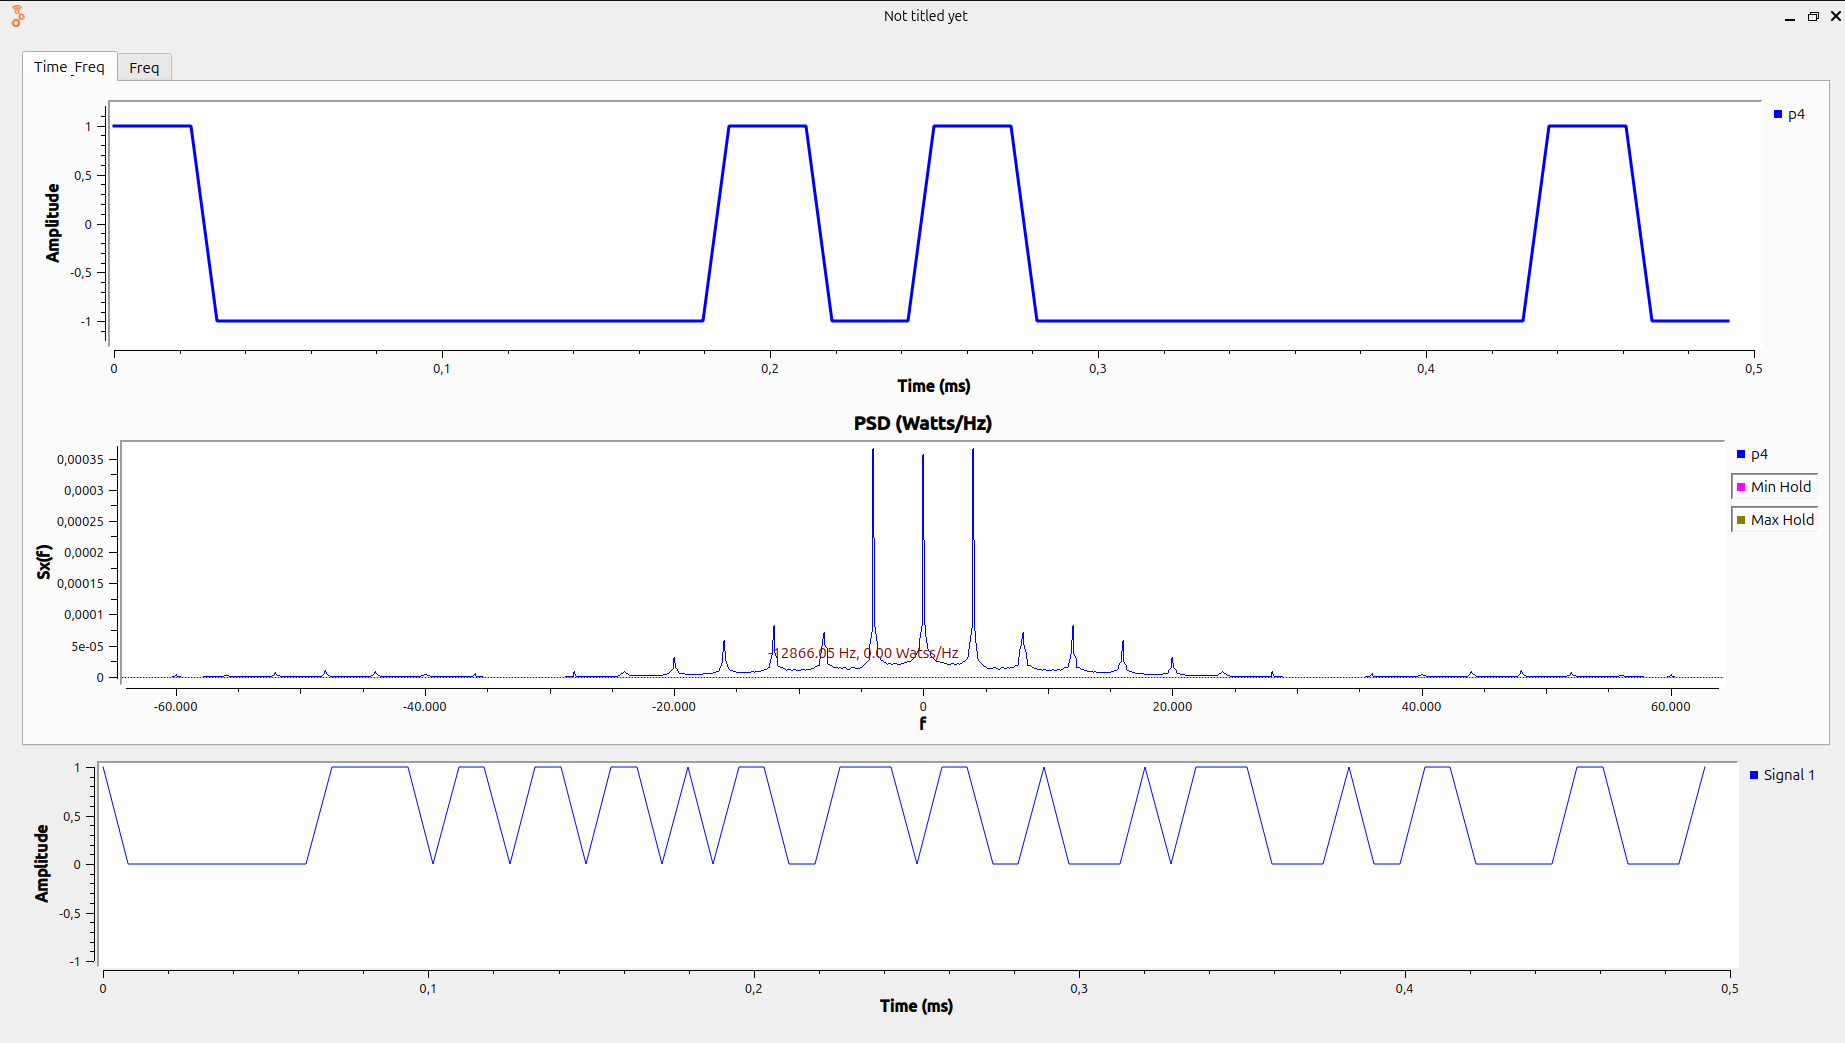 Not titled yet
Time_Freq
Freq
1
0,5
0
-0,5
-1
Amplitude
p4
0
0,1
0,2
0,3
0,4
0,5
Time (ms)
PSD (Watts/Hz)
0,00035
0,0003
0,00025
0,0002
0,00015
0,0001
5e-05
0
Sx(f)
p4
Min Hold
Max Hold
-12866.05 Hz, 0.00 Watss/Hz
-60.000
-40.000
-20.000
0
20.000
40.000
60.000
f
1
0,5
0
-0,5
-1
Amplitude
Signal 1
0
0,1
0,2
0,3
0,4
0,5
Time (ms)